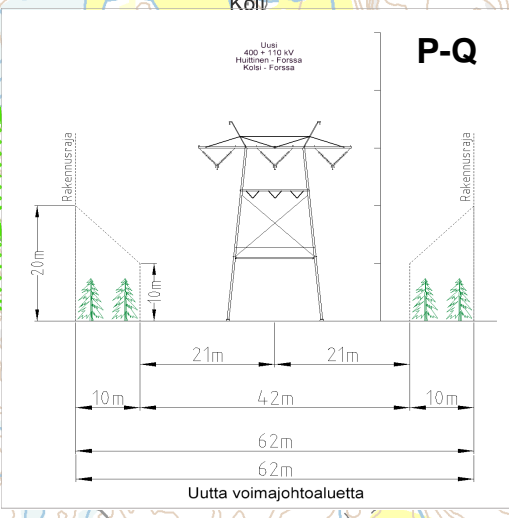 Kolf
P-Q
Uusi
400 + 110 kV
Huittinen - Forssa
Kolsi - Forssa
Rakennusraja
Rakennusraja
20m
10m
21m
21m
10m
42m
10m
62m
62m
Uutta voimajohtoaluetta